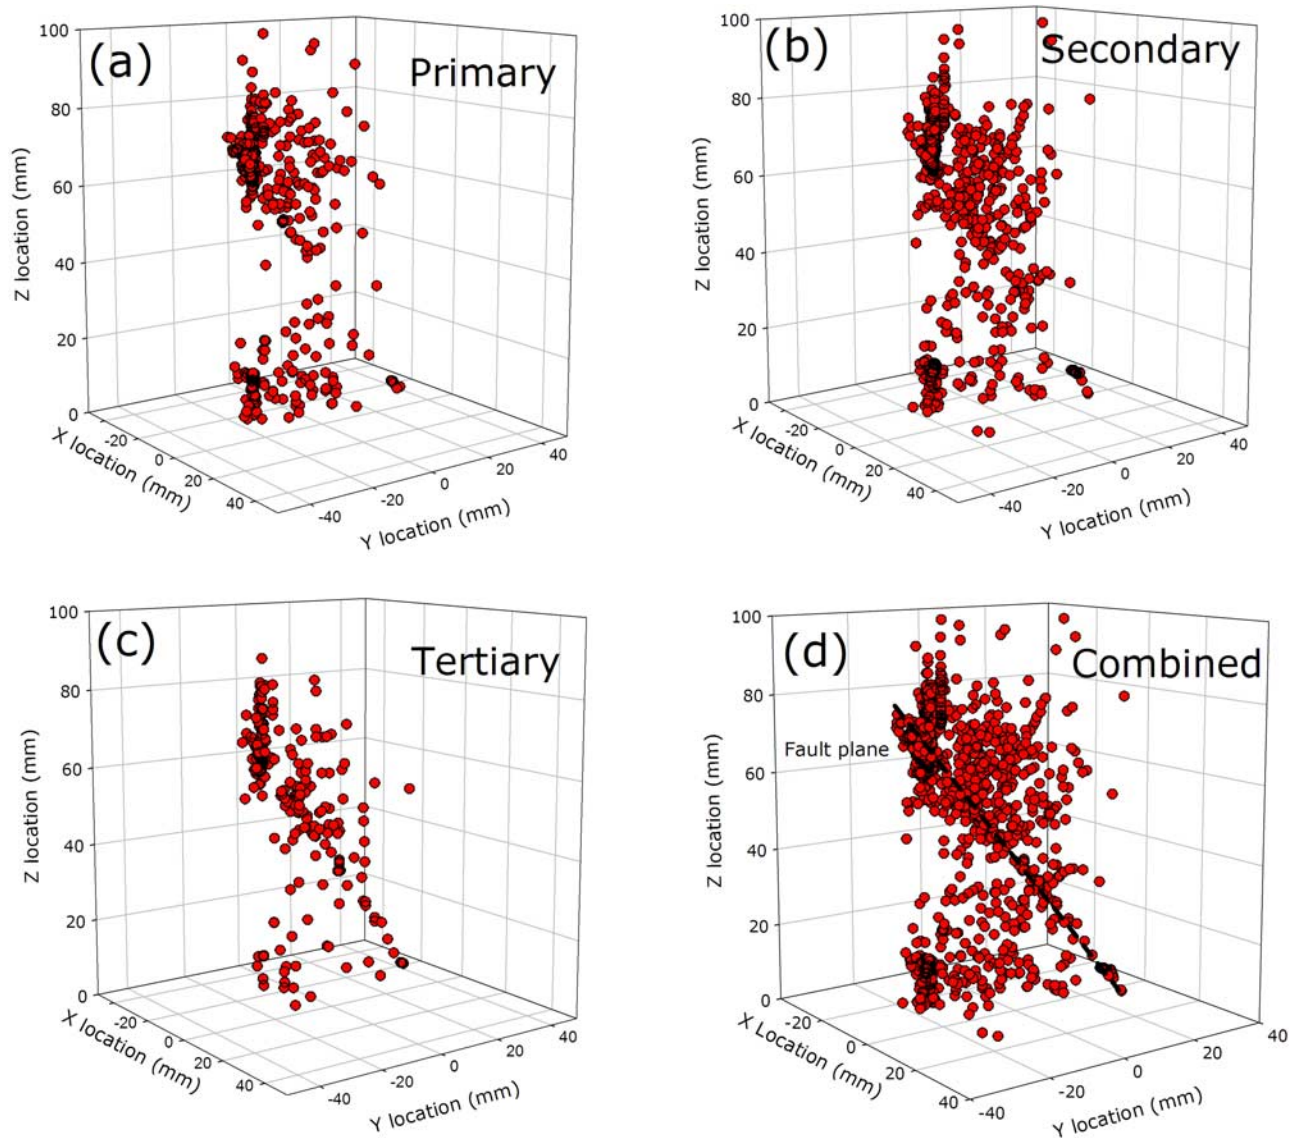 (a)
Primary
100
80
60
40
20
0
Z location (mm)
-20
0
20
40
X location (mm)
-40
-20
0
20
40
Y location (mm)
(b)
Secondary
100
80
60
40
20
0
Z location (mm)
-20
0
20
40
X location (mm)
-40
-20
0
20
40
Y location (mm)
(c)
Tertiary
100
80
60
40
20
0
Z location (mm)
-20
0
20
40
X location (mm)
-40
-20
0
20
40
Y location (mm)
(d)
Combined
Fault plane
100
80
60
40
20
0
Z location (mm)
-20
0
20
40
X Location (mm)
-40
-20
0
20
40
Y location (mm)